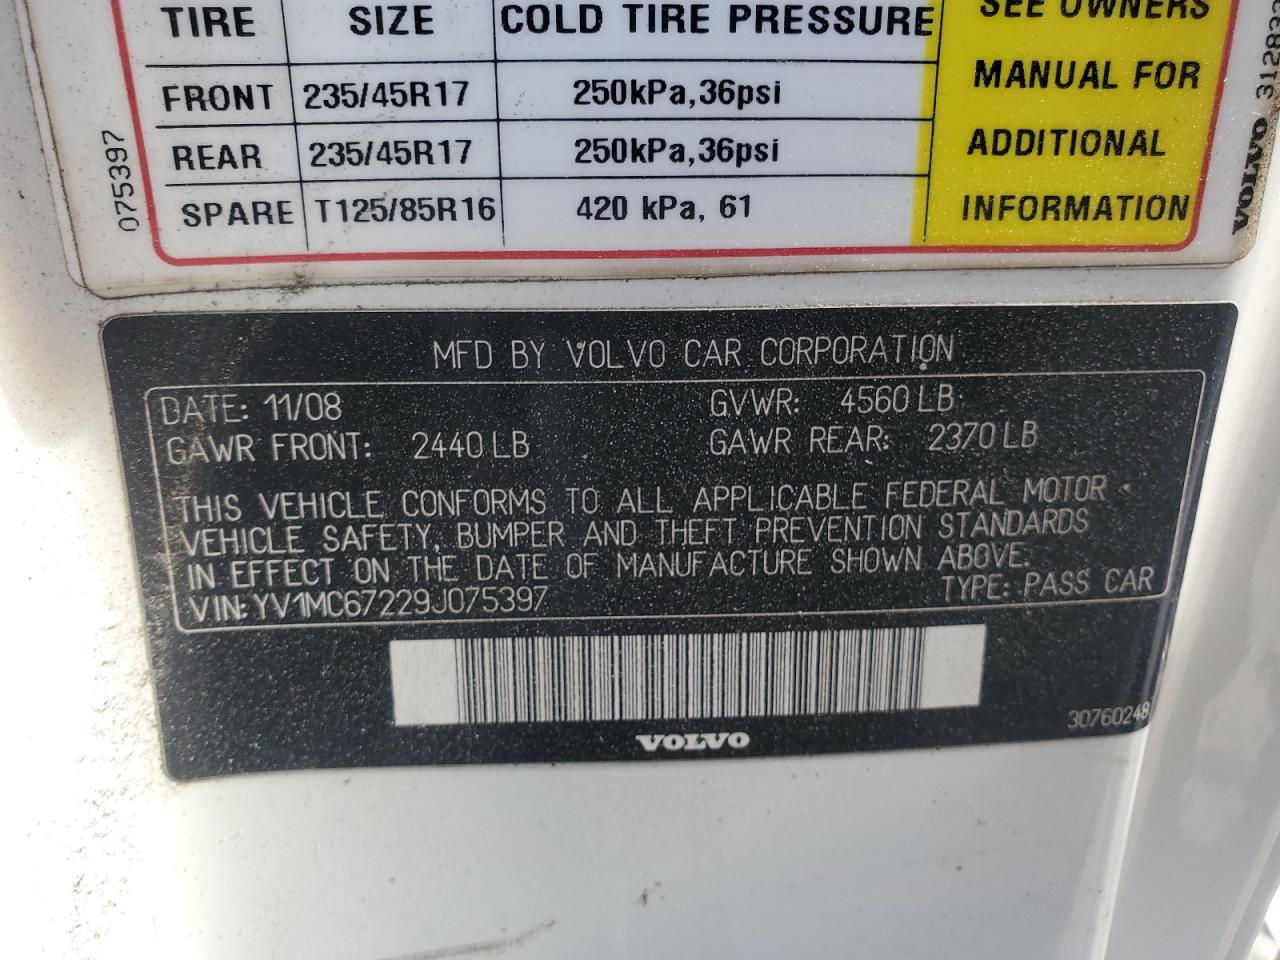 TIRE SIZE COLD TIRE PRESSURE
SEE OWNERS
MANUAL FOR
ADDITIONAL
INFORMATION
FRONT 235/45R17 250kPa,36psi
REAR 235/45R17 250kPa,36psi
SPARE T125/85R16 420 kPa, 61
075397
VOLVO
MFD BY VOLVO CAR CORPORATION
DATE: 11/08 GVWR: 4560 LB
GAWR FRONT: 2440 LB GAWR REAR: 2370 LB
THIS VEHICLE CONFORMS TO ALL APPLICABLE FEDERAL MOTOR
VEHICLE SAFETY, BUMPER AND THEFT PREVENTION STANDARDS
IN EFFECT ON THE DATE OF MANUFACTURE SHOWN ABOVE.
VIN:YV1MC67229J075397 TYPE: PASS CAR
VOLVO
30760248